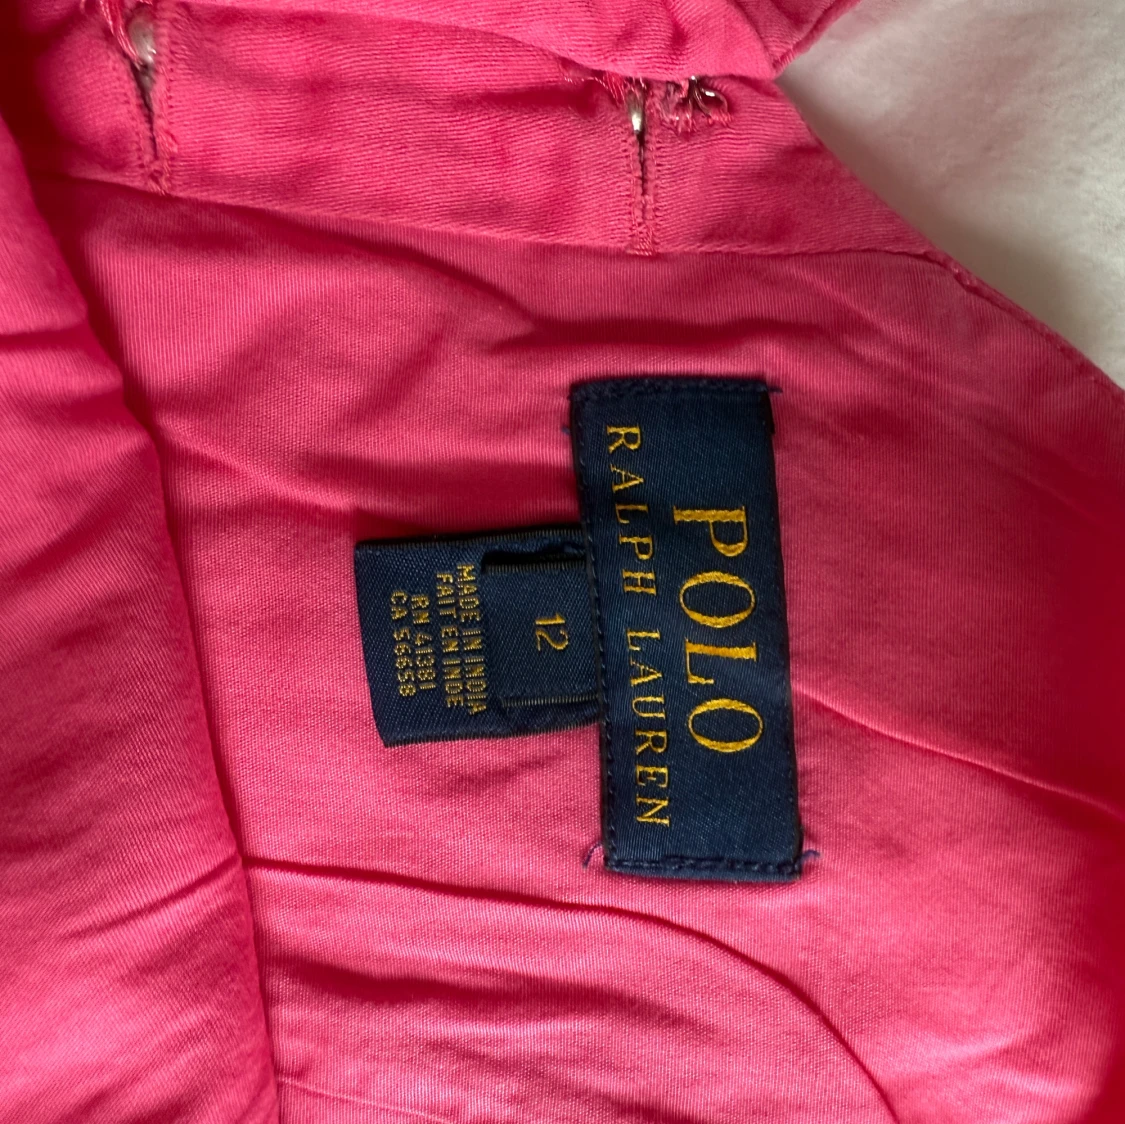 POLO
RALPH LAUREN
12
MADE IN INDIA
FAIT EN INDE
RN 41381
CA 56658